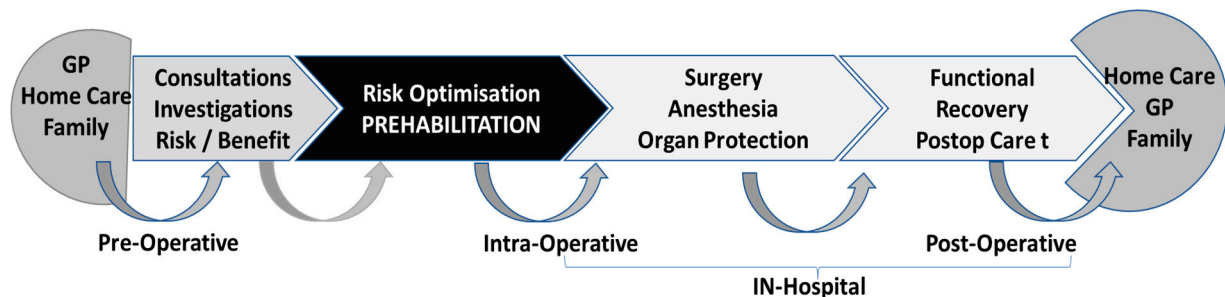 GP
Home Care
Family
Consultations
Investigations
Risk / Benefit
Risk Optimisation
PREHABILITATION
Surgery
Anesthesia
Organ Protection
Functional
Recovery
Postop Care t
Home Care
GP
Family
Pre-Operative
Intra-Operative
Post-Operative
IN-Hospital